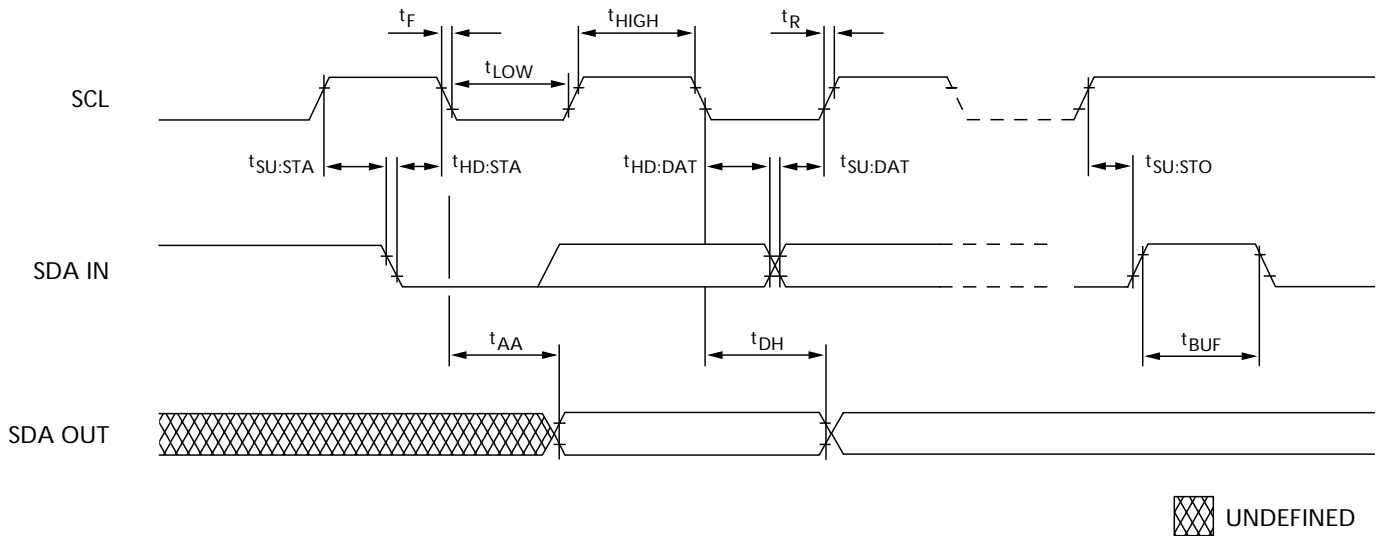 tF
tHIGH
tR
tLOW
SCL
tSU:STA
tHD:STA
tHD:DAT
tSU:DAT
tSU:STO
SDA IN
tAA
tDH
tBUF
SDA OUT
UNDEFINED